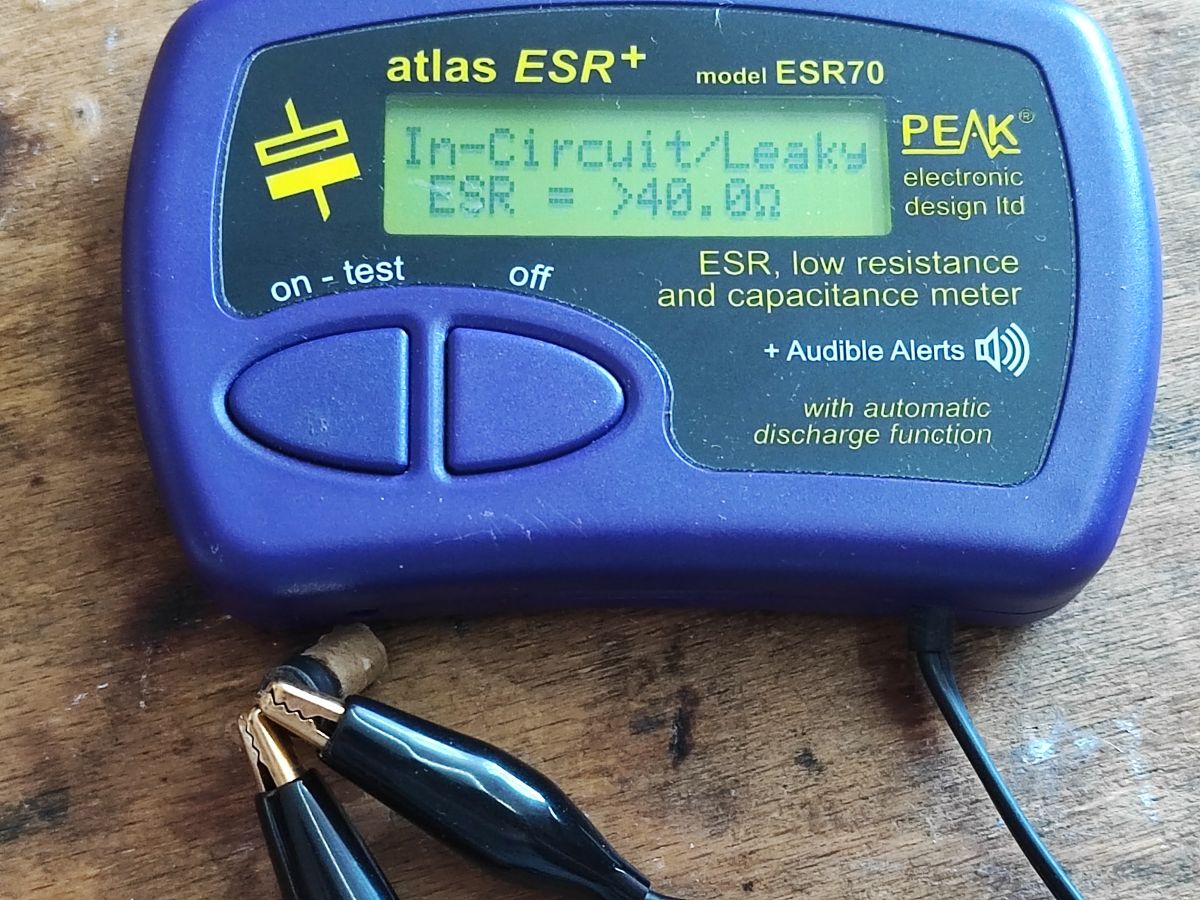 atlas ESR+ model ESR70
In-Circuit/Leaky
ESR = >40.0Ω
PEAK®
electronic
design ltd
on - test off
ESR, low resistance
and capacitance meter
+ Audible Alerts
with automatic
discharge function